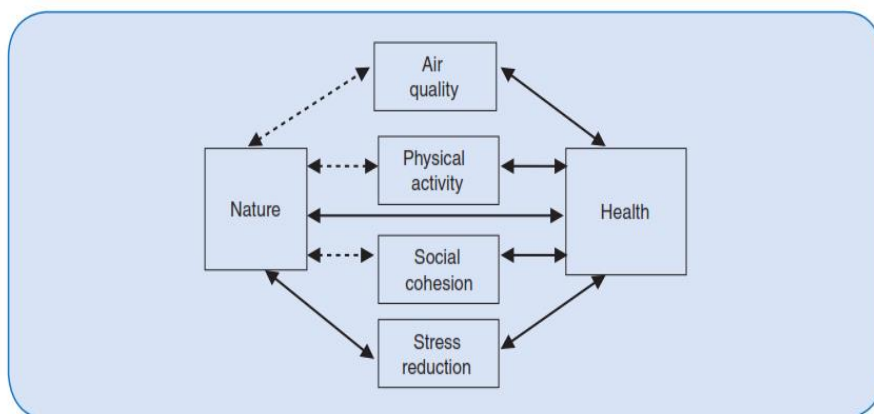 Air
quality
Physical
activity
Nature
Health
Social
cohesion
Stress
reduction